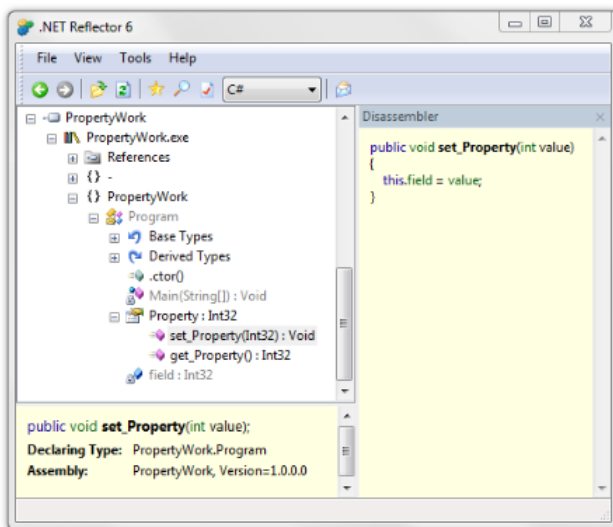 .NET Reflector 6
File View Tools Help
C#
PropertyWork
PropertyWork.exe
References
{} -
{} PropertyWork
Program
Base Types
Derived Types
.ctor()
Main(String[]) : Void
Property : Int32
set_Property(Int32) : Void
get_Property() : Int32
field : Int32
public void set_Property(int value);
Declaring Type: PropertyWork.Program
Assembly: PropertyWork, Version=1.0.0.0
Disassembler
public void set_Property(int value)
{
this.field = value;
}